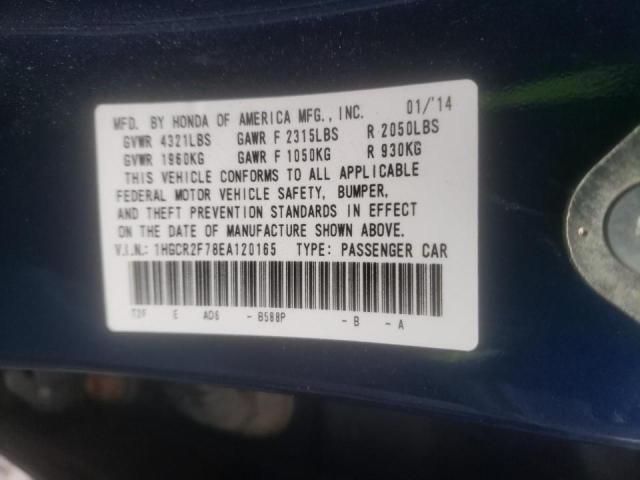 MFD. BY HONDA OF AMERICA MFG., INC. 01/'14
GVWR 4321LBS GAWR F 2315LBS R 2050LBS
GVWR 1960KG GAWR F 1050KG R 930KG
THIS VEHICLE CONFORMS TO ALL APPLICABLE
FEDERAL MOTOR VEHICLE SAFETY, BUMPER,
AND THEFT PREVENTION STANDARDS IN EFFECT
ON THE DATE OF MANUFACTURE SHOWN ABOVE.
V.I.N.: 1HGCR2F78EA120165 TYPE: PASSENGER CAR
T2F E AD6 - B588P - B - A